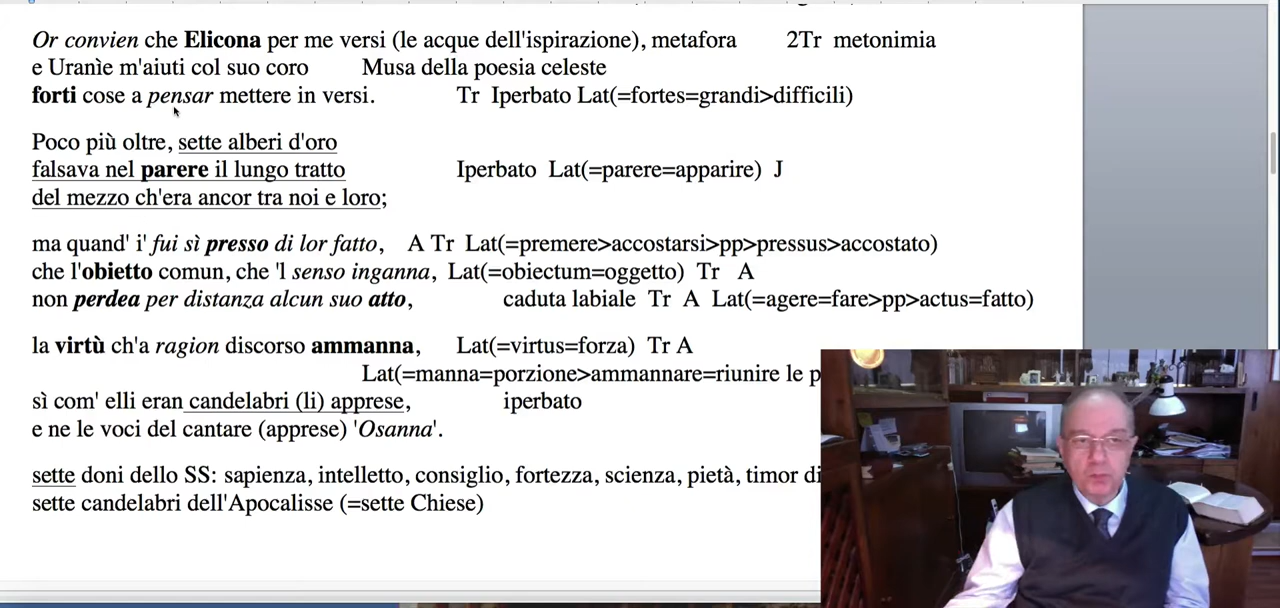 Or convien che Elicona per me versi (le acque dell'ispirazione), metafora 2Tr metonimia
e Uranìe m'aiuti col suo coro Musa della poesia celeste
forti cose a pensar mettere in versi. Tr Iperbato Lat(=fortes=grandi>difficili)
Poco più oltre, sette alberi d'oro
falsava nel parere il lungo tratto Iperbato Lat(=parere=apparire) J
del mezzo ch'era ancor tra noi e loro;
ma quand' i' fui sì presso di lor fatto, A Tr Lat(=premere>accostarsi>pp>pressus>accostato)
che l'obietto comun, che 'l senso inganna, Lat(=obiectum=oggetto) Tr A
non perdea per distanza alcun suo atto, caduta labiale Tr A Lat(=agere=fare>pp>actus=fatto)
la virtù ch'a ragion discorso ammanna, Lat(=virtus=forza) Tr A
Lat(=manna=porzione>ammannare=riunire le p
sì com' elli eran candelabri (li) apprese, iperbato
e ne le voci del cantare (apprese) 'Osanna'.
sette doni dello SS: sapienza, intelletto, consiglio, fortezza, scienza, pietà, timor di
sette candelabri dell'Apocalisse (=sette Chiese)